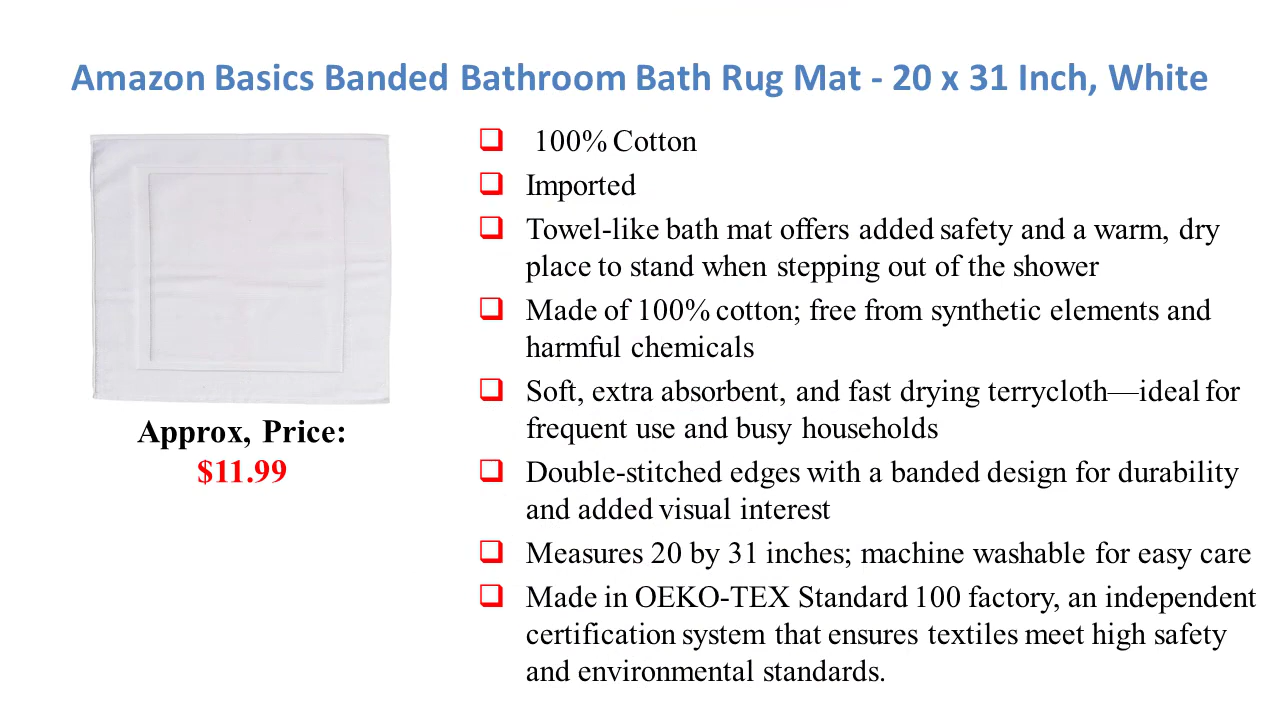 Amazon Basics Banded Bathroom Bath Rug Mat - 20 x 31 Inch, White
Approx, Price:
$11.99
100% Cotton
Imported
Towel-like bath mat offers added safety and a warm, dry
place to stand when stepping out of the shower
Made of 100% cotton; free from synthetic elements and
harmful chemicals
Soft, extra absorbent, and fast drying terrycloth—ideal for
frequent use and busy households
Double-stitched edges with a banded design for durability
and added visual interest
Measures 20 by 31 inches; machine washable for easy care
Made in OEKO-TEX Standard 100 factory, an independent
certification system that ensures textiles meet high safety
and environmental standards.